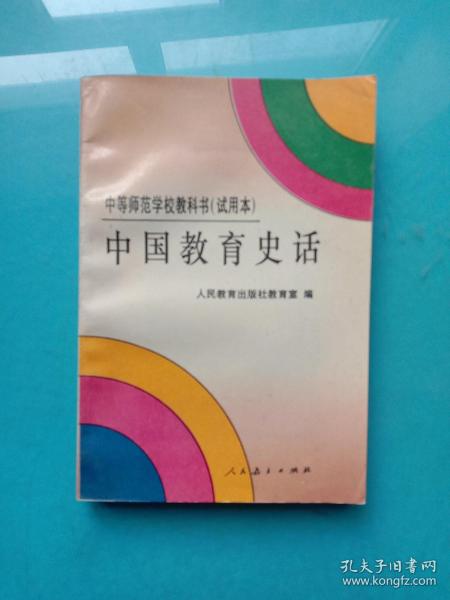 中等师范学校教科书(试用本)
中国教育史话
人民教育出版社教育室 编
人民教育出版社
孔夫子旧书网
www.kongfz.com